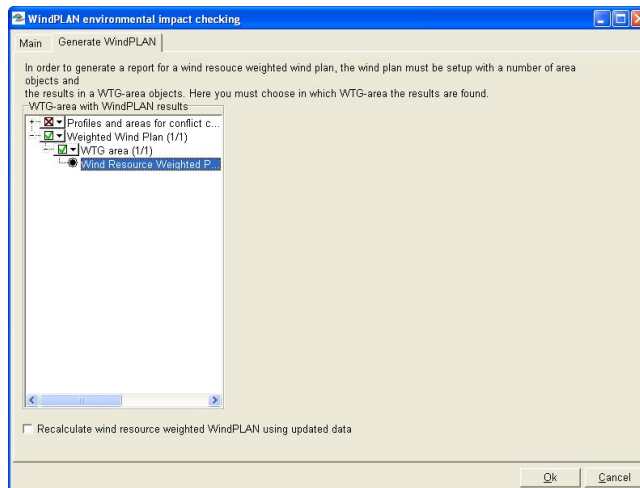 WindPLAN environmental impact checking
Main Generate WindPLAN
In order to generate a report for a wind resouce weighted wind plan, the wind plan must be setup with a number of area
objects and
the results in a WTG-area objects. Here you must choose in which WTG-area the results are found.
WTG-area with WindPLAN results
Profiles and areas for conflict c...
Weighted Wind Plan (1/1)
WTG area (1/1)
Wind Resource Weighted P...
Recalculate wind resource weighted WindPLAN using updated data
Ok Cancel